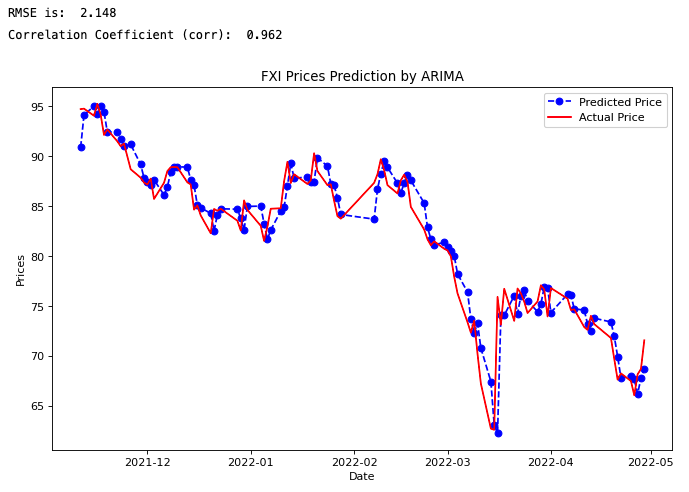 RMSE is:  2.148
Correlation Coefficient (corr):  0.962
FXI Prices Prediction by ARIMA
Predicted Price
Actual Price
95
90
85
80
75
70
65
Prices
2021-12
2022-01
2022-02
2022-03
2022-04
2022-05
Date